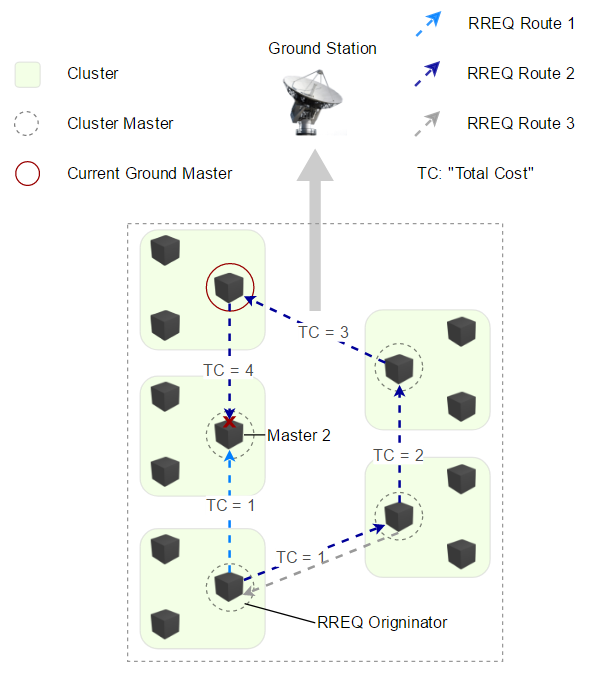 RREQ Route 1
Ground Station
Cluster
RREQ Route 2
Cluster Master
RREQ Route 3
Current Ground Master
TC: "Total Cost"
TC = 3
TC = 4
Master 2
TC = 2
TC = 1
TC = 1
RREQ Origninator